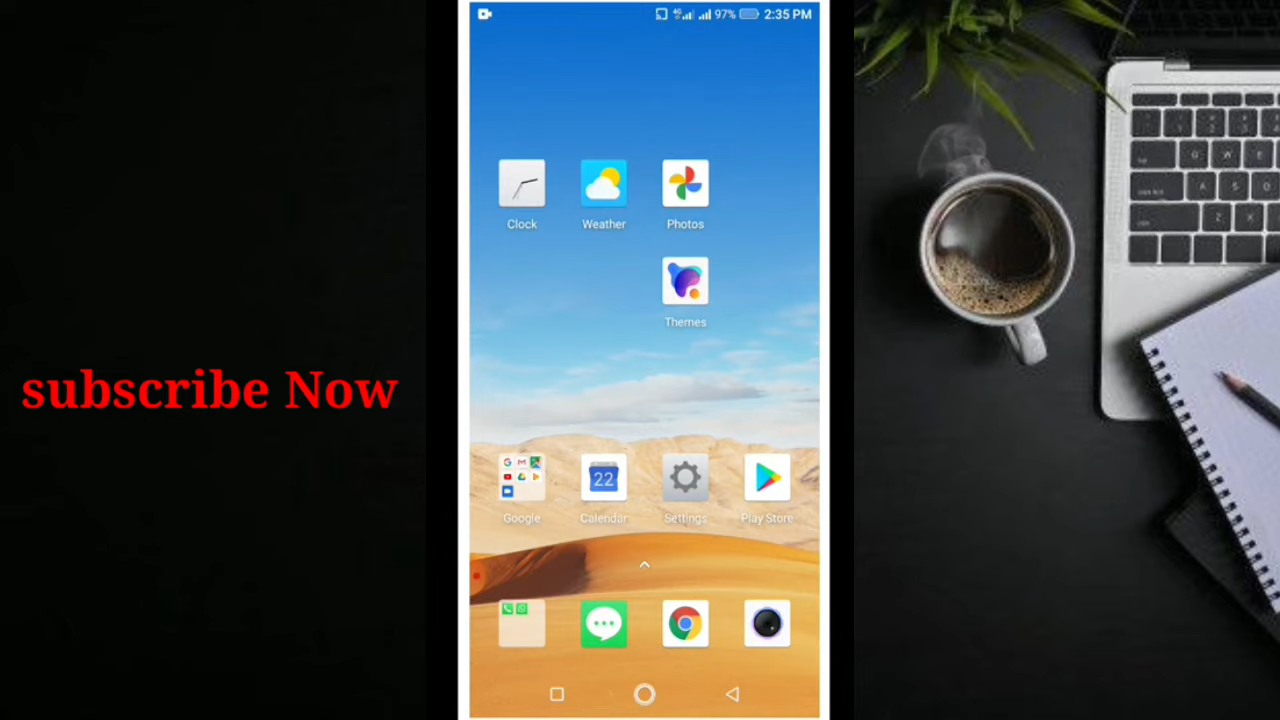 97% 2:35 PM
Clock Weather Photos
Themes
subscribe Now
22
Google Calendar Settings Play Store